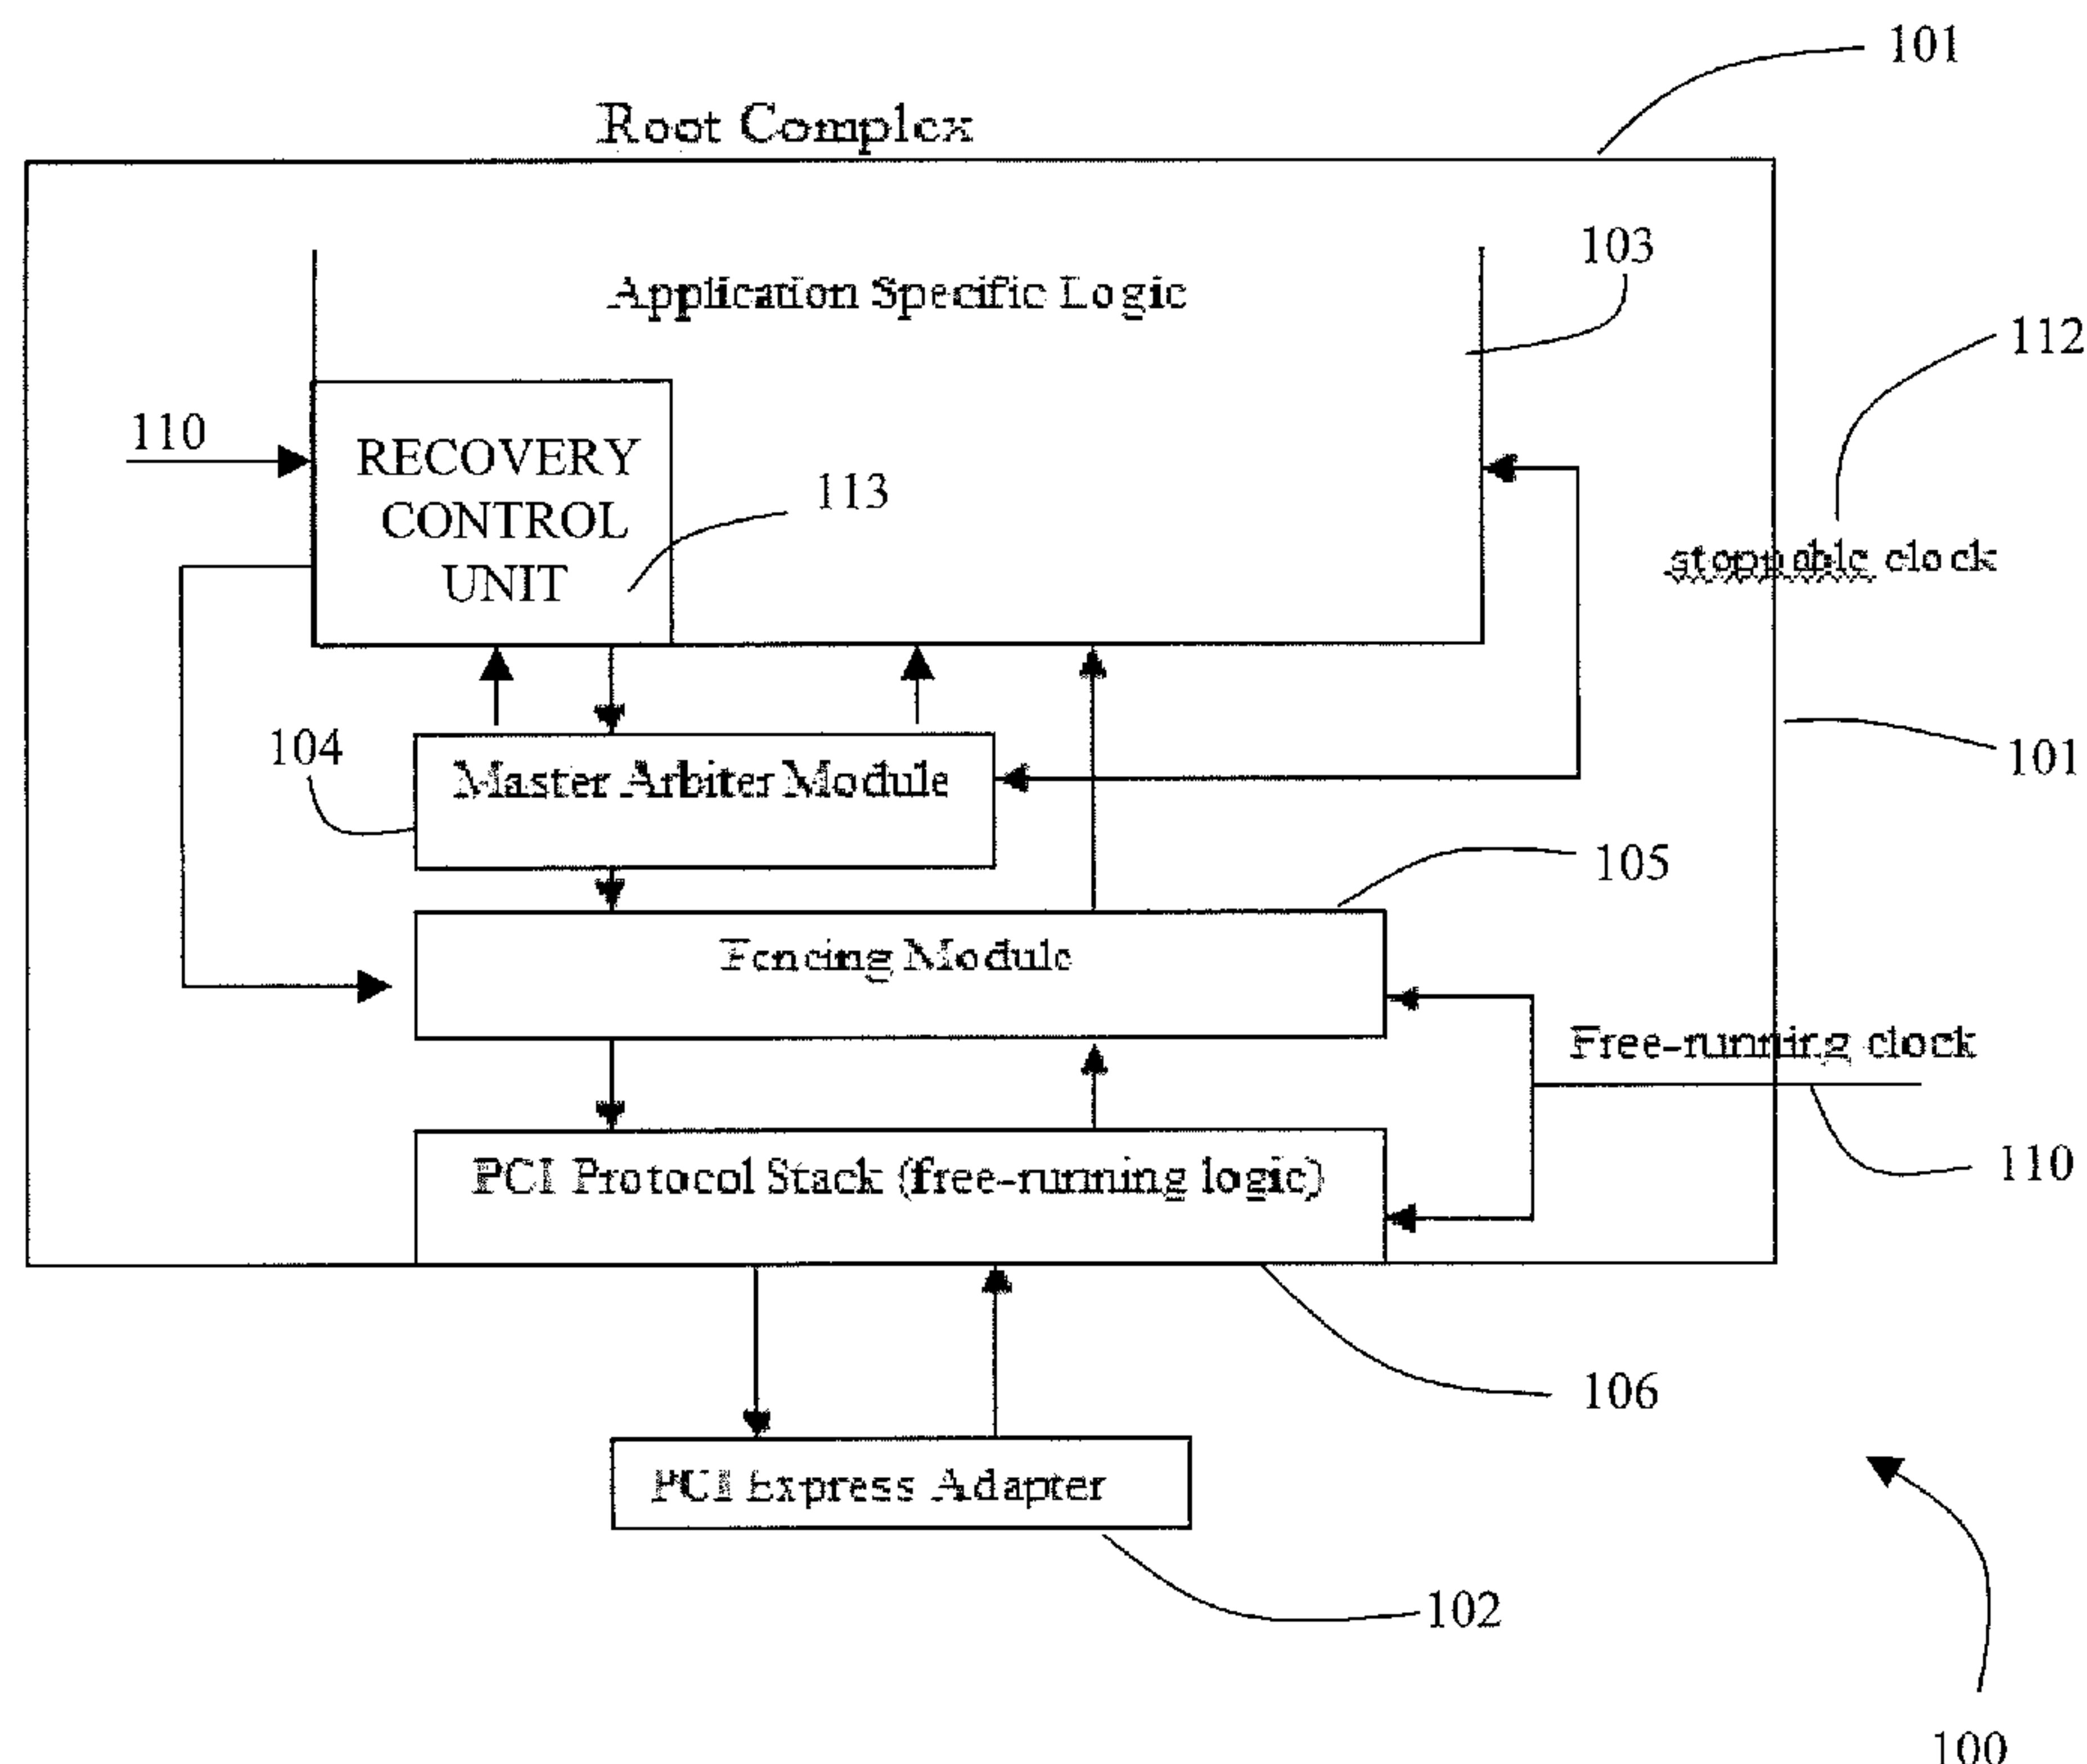 101
Root Complex
103
Application Specific Logic
112
110
RECOVERY
CONTROL
UNIT
113
stoppable clock
104
Master Arbiter Module
101
105
Fencing Module
Free-running clock
110
PCI Protocol Stack (free-running logic)
106
PCI Express Adapter
102
100